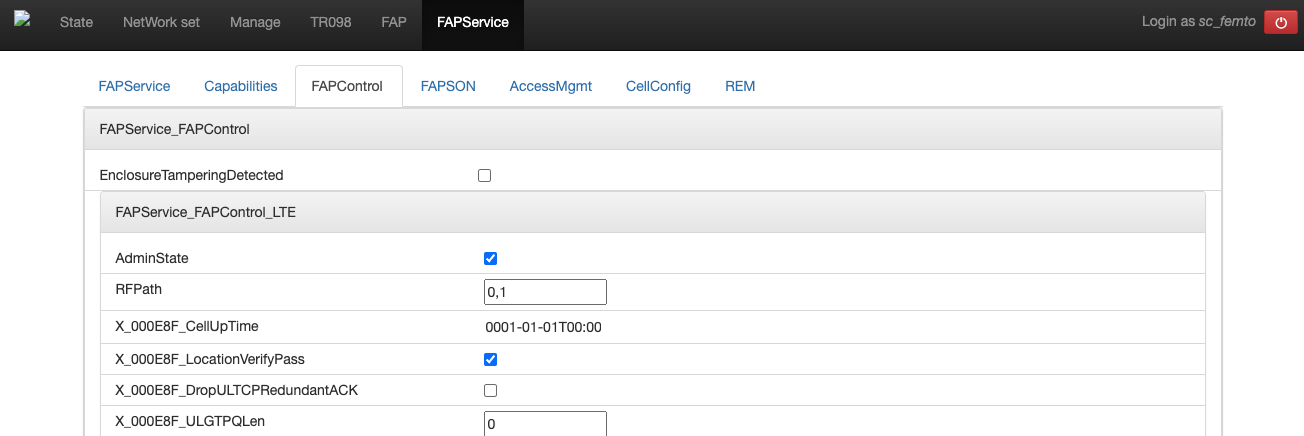 State NetWork set Manage TR098 FAP FAPService Login as sc_femto
FAPService Capabilities FAPControl FAPSON AccessMgmt CellConfig REM
FAPService_FAPControl
EnclosureTamperingDetected
FAPService_FAPControl_LTE
AdminState
RFPath 0,1
X_000E8F_CellUpTime 0001-01-01T00:00
X_000E8F_LocationVerifyPass
X_000E8F_DropULTCPRedundantACK
X_000E8F_ULGTPQLen 0